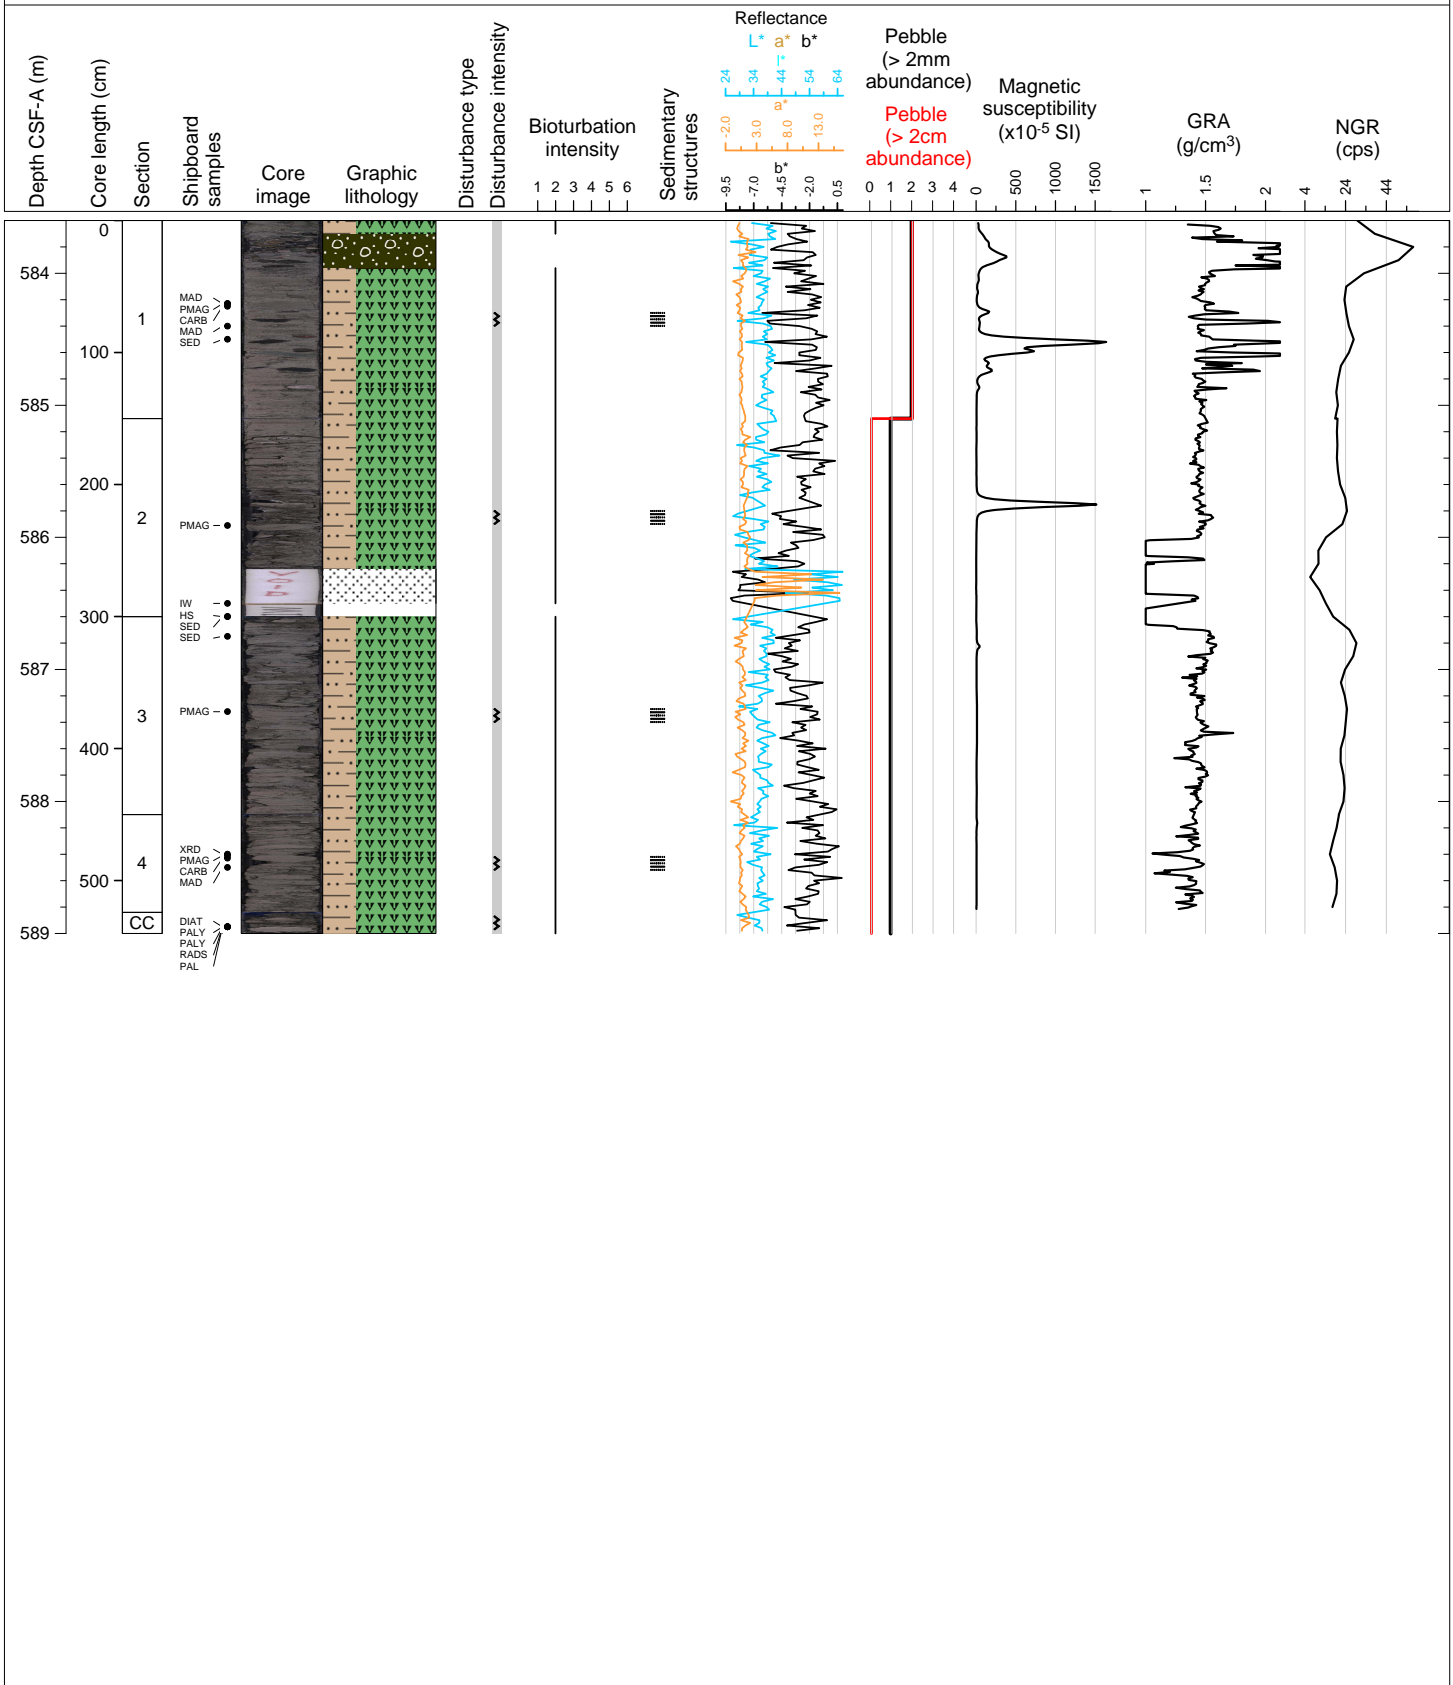 Depth CSF-A (m)
Core length (cm)
Section
Shipboard
samples
Core
image
Graphic
lithology
Disturbance type
Disturbance intensity
Bioturbation
intensity
1 2 3 4 5 6
Sedimentary
structures
Reflectance
L* a* b*
L*
24 34 44 54 64
a*
-2.0 3.0 8.0 13.0
b*
-9.5 -7.0 -4.5 -2.0 0.5
Pebble
(> 2mm
abundance)
Pebble
(> 2cm
abundance)
0 1 2 3 4
Magnetic
susceptibility
(x10-5 SI)
0 500 1000 1500
GRA
(g/cm3)
1 1.5 2
NGR
(cps)
4 24 44
0
584
MAD
PMAG
CARB
MAD
SED
1
100
585
200
2
PMAG
586
VOID
IW
HS
SED
SED
300
587
PMAG
3
400
588
XRD
PMAG
CARB
MAD
4
500
CC
DIAT
PALY
PALY
RADS
PAL
589